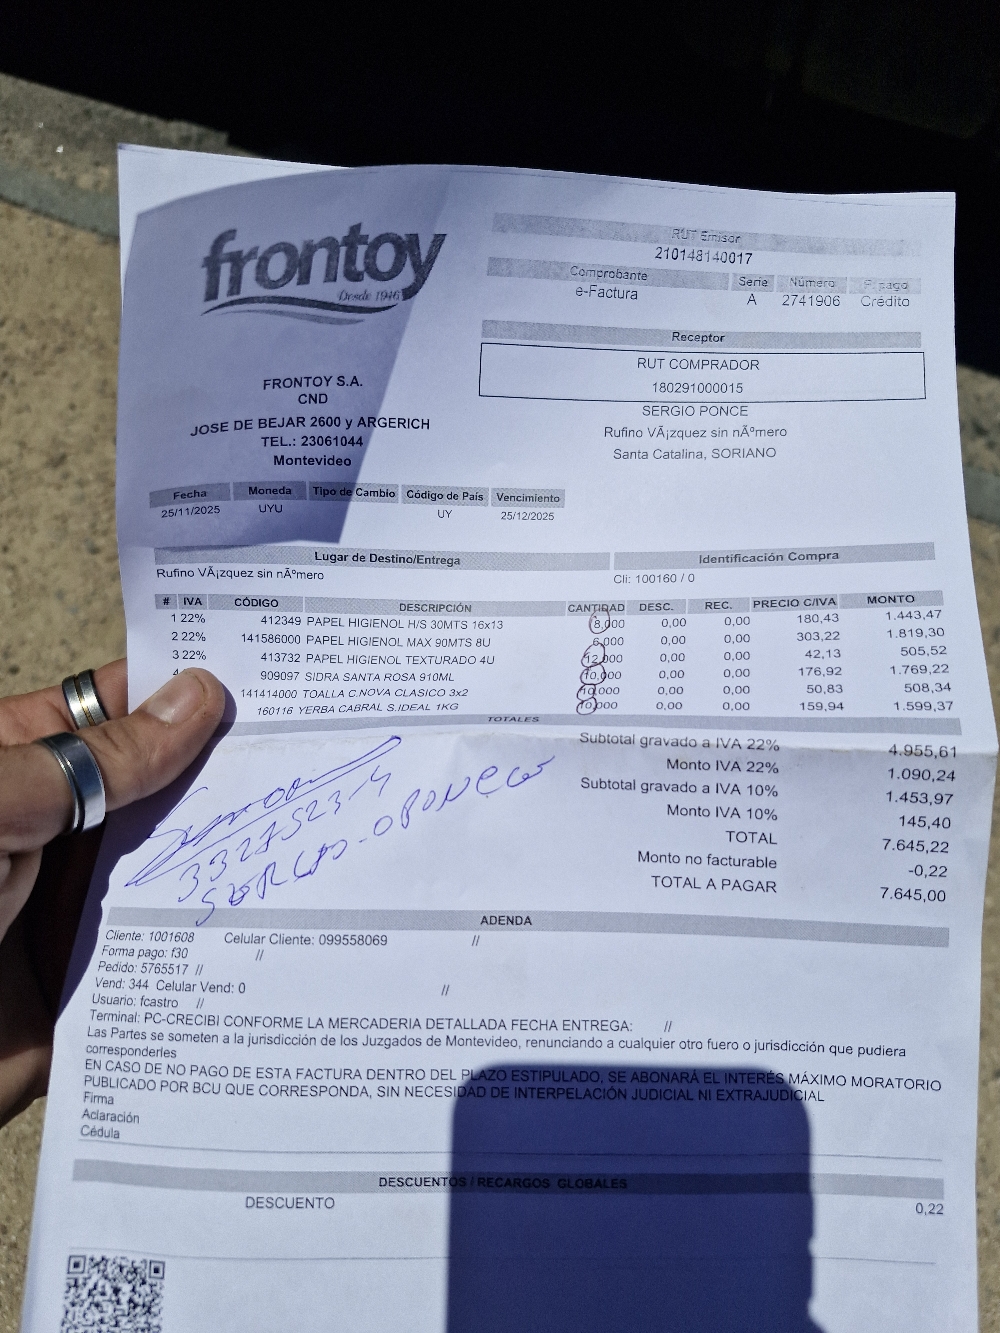 frontoy
Desde 1946
FRONTOY S.A.
CND
JOSE DE BEJAR 2600 y ARGERICH
TEL.: 23061044
Montevideo
RUT Emisor
210148140017
Comprobante Serie Número F. pago
e-Factura A 2741906 Crédito
Receptor
RUT COMPRADOR
180291000015
SERGIO PONCE
Rufino VÃ¡zquez sin nÃºmero
Santa Catalina, SORIANO
Fecha Moneda Tipo de Cambio Código de País Vencimiento
25/11/2025 UYU UY 25/12/2025
Lugar de Destino/Entrega Identificación Compra
Rufino VÃ¡zquez sin nÃºmero Cli: 100160 / 0
# IVA CÓDIGO DESCRIPCIÓN CANTIDAD DESC. REC. PRECIO C/IVA MONTO
1 22% 412349 PAPEL HIGIENOL H/S 30MTS 16x13 8,000 0,00 0,00 180,43 1.443,47
2 22% 141586000 PAPEL HIGIENOL MAX 90MTS 8U 6,000 0,00 0,00 303,22 1.819,30
3 22% 413732 PAPEL HIGIENOL TEXTURADO 4U 12,000 0,00 0,00 42,13 505,52
4 909097 SIDRA SANTA ROSA 910ML 10,000 0,00 0,00 176,92 1.769,22
141414000 TOALLA C.NOVA CLASICO 3x2 10,000 0,00 0,00 50,83 508,34
160116 YERBA CABRAL S.IDEAL 1KG 10,000 0,00 0,00 159,94 1.599,37
TOTALES
Subtotal gravado a IVA 22% 4.955,61
Monto IVA 22% 1.090,24
Subtotal gravado a IVA 10% 1.453,97
Monto IVA 10% 145,40
TOTAL 7.645,22
Monto no facturable -0,22
TOTAL A PAGAR 7.645,00
ADENDA
Cliente: 1001608 Celular Cliente: 099558069 //
Forma pago: f30 //
Pedido: 5765517 //
Vend: 344 Celular Vend: 0 //
Usuario: fcastro //
Terminal: PC-CRECIBI CONFORME LA MERCADERIA DETALLADA FECHA ENTREGA: //
Las Partes se someten a la jurisdicción de los Juzgados de Montevideo, renunciando a cualquier otro fuero o jurisdicción que pudiera
corresponderles
EN CASO DE NO PAGO DE ESTA FACTURA DENTRO DEL PLAZO ESTIPULADO, SE ABONARÁ EL INTERÉS MÁXIMO MORATORIO
PUBLICADO POR BCU QUE CORRESPONDA, SIN NECESIDAD DE INTERPELACIÓN JUDICIAL NI EXTRAJUDICIAL
Firma
Aclaración
Cédula
DESCUENTOS / RECARGOS GLOBALES
DESCUENTO 0,22